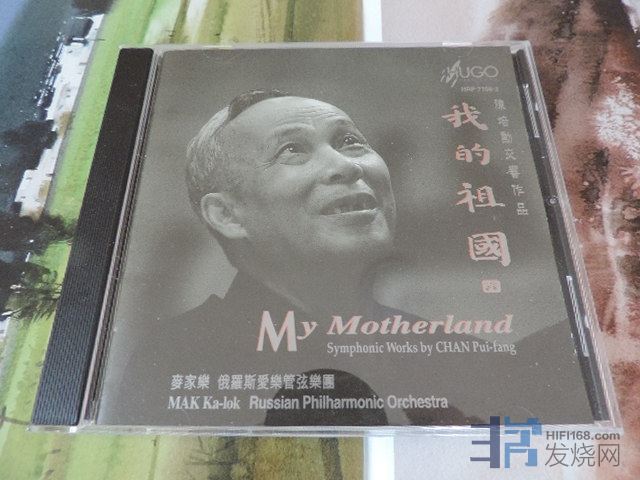 HUGO
HRP 7156-2
陳培勳交響作品
我的祖國
My Motherland
Symphonic Works by CHAN Pui-fang
麥家樂 俄羅斯愛樂管弦樂團
MAK Ka-lok Russian Philharmonic Orchestra
HIFI168.com
发烧网